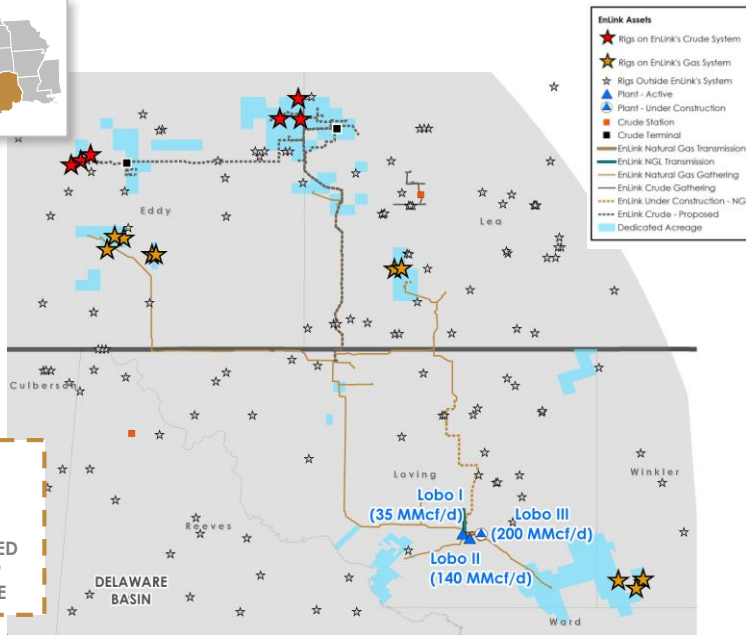 EnLink Assets
Rigs on EnLink's Crude System
Rigs on EnLink's Gas System
Rigs Outside EnLink's System
Plant - Active
Plant - Under Construction
Crude Station
Crude Terminal
EnLink Natural Gas Transmission
EnLink NGL Transmission
EnLink Natural Gas Gathering
EnLink Crude Gathering
EnLink Under Construction - NG
EnLink Crude - Proposed
Dedicated Acreage
Eddy
Lea
Culberson
Loving
Winkler
Lobo I
(35 MMcf/d)
Lobo III
(200 MMcf/d)
Reeves
Lobo II
(140 MMcf/d)
ED
E
DELAWARE
BASIN
Ward